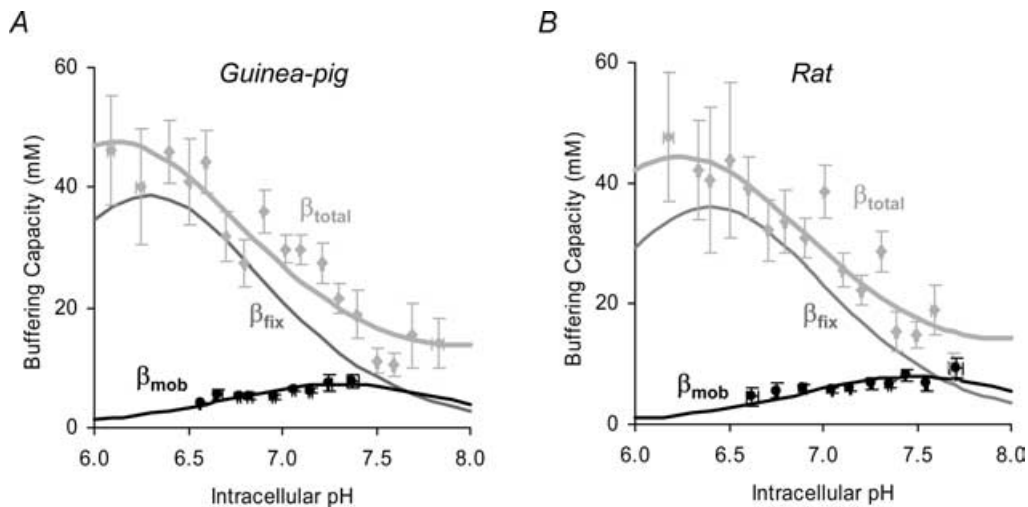 A
B
Guinea-pig
Rat
60
40
20
0
Buffering Capacity (mM)
βtotal
βfix
βmob
6.0 6.5 7.0 7.5 8.0
Intracellular pH
60
40
20
0
Buffering Capacity (mM)
βtotal
βfix
βmob
6.0 6.5 7.0 7.5 8.0
Intracellular pH